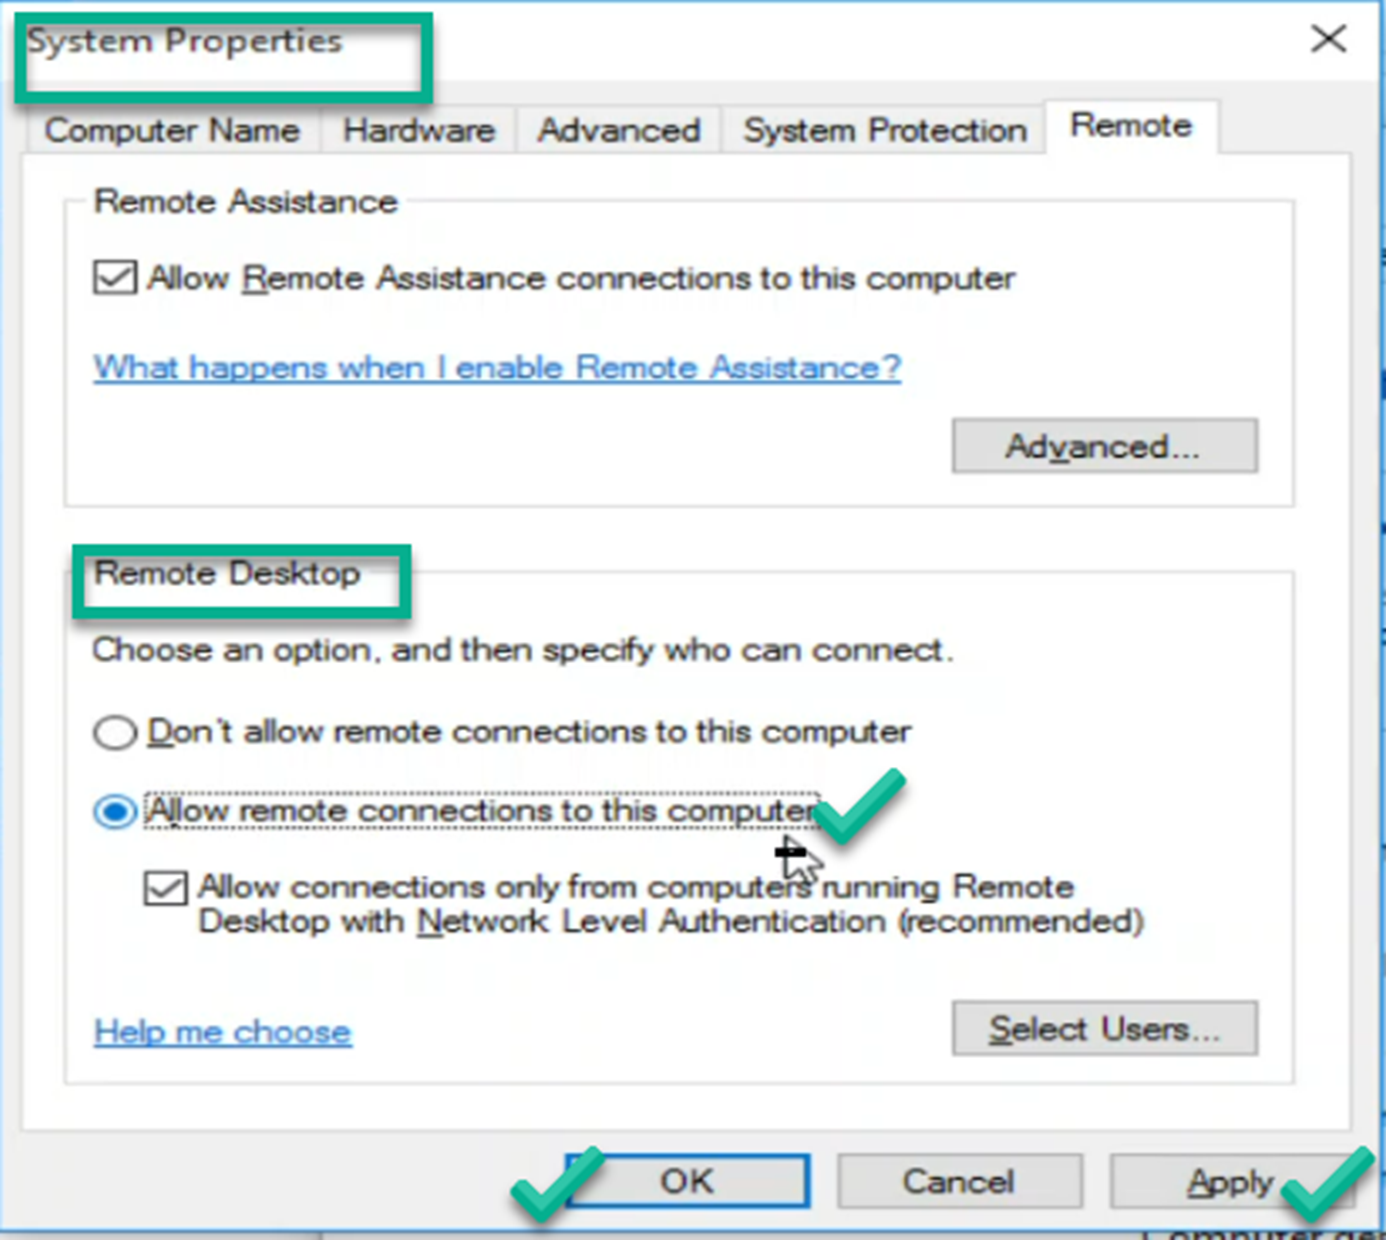 System Properties
Computer Name
Hardware
Advanced
System Protection
Remote
Remote Assistance
Allow Remote Assistance connections to this computer
What happens when I enable Remote Assistance?
Advanced...
Remote Desktop
Choose an option, and then specify who can connect.
Don't allow remote connections to this computer
Allow remote connections to this computer
Allow connections only from computers running Remote
Desktop with Network Level Authentication (recommended)
Help me choose
Select Users...
OK
Cancel
Apply